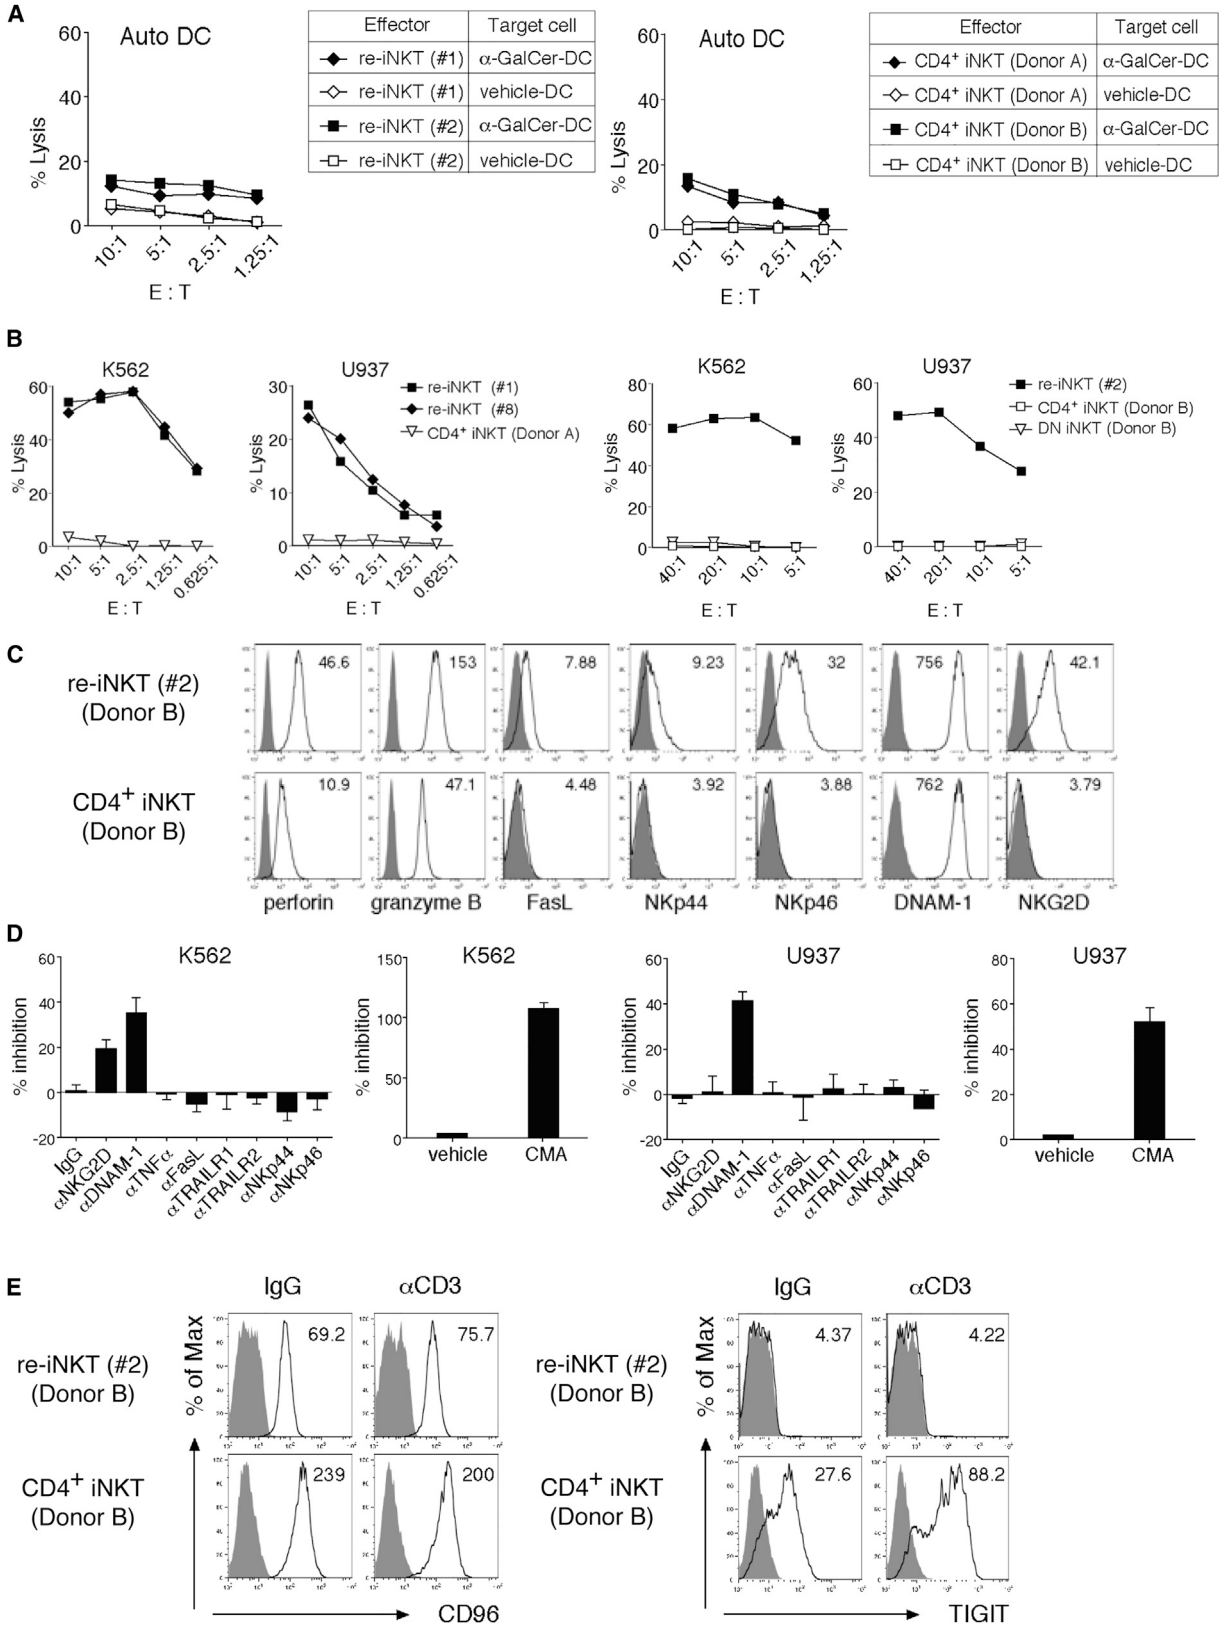 A
Auto DC
60
40
20
0
% Lysis
10:1 5:1 2.5:1 1.25:1
E : T
Effector Target cell
re-iNKT (#1) α-GalCer-DC
re-iNKT (#1) vehicle-DC
re-iNKT (#2) α-GalCer-DC
re-iNKT (#2) vehicle-DC
Auto DC
60
40
20
0
% Lysis
10:1 5:1 2.5:1 1.25:1
E : T
Effector Target cell
CD4+ iNKT (Donor A) α-GalCer-DC
CD4+ iNKT (Donor A) vehicle-DC
CD4+ iNKT (Donor B) α-GalCer-DC
CD4+ iNKT (Donor B) vehicle-DC
B
K562
60
40
20
0
% Lysis
10:1 5:1 2.5:1 1.25:1 0.625:1
E : T
U937
30
20
10
0
% Lysis
10:1 5:1 2.5:1 1.25:1 0.625:1
E : T
re-iNKT (#1)
re-iNKT (#8)
CD4+ iNKT (Donor A)
K562
80
60
40
20
0
% Lysis
40:1 20:1 10:1 5:1
E : T
U937
60
40
20
0
% Lysis
40:1 20:1 10:1 5:1
E : T
re-iNKT (#2)
CD4+ iNKT (Donor B)
DN iNKT (Donor B)
C
re-iNKT (#2)
(Donor B)
46.6 153 7.88 9.23 32 756 42.1
CD4+ iNKT
(Donor B)
10.9 47.1 4.48 3.92 3.88 762 3.79
perforin granzyme B FasL NKp44 NKp46 DNAM-1 NKG2D
D
K562
60
40
20
0
-20
% inhibition
IgG αNKG2D αDNAM-1 αTNFα αFasL αTRAILR1 αTRAILR2 αNKp44 αNKp46
K562
150
100
50
0
% inhibition
vehicle CMA
U937
60
40
20
0
-20
% inhibition
IgG αNKG2D αDNAM-1 αTNFα αFasL αTRAILR1 αTRAILR2 αNKp44 αNKp46
U937
80
60
40
20
0
% inhibition
vehicle CMA
E
IgG αCD3
% of Max
re-iNKT (#2)
(Donor B)
69.2 75.7
CD4+ iNKT
(Donor B)
239 200
CD96
IgG αCD3
% of Max
re-iNKT (#2)
(Donor B)
4.37 4.22
CD4+ iNKT
(Donor B)
27.6 88.2
TIGIT